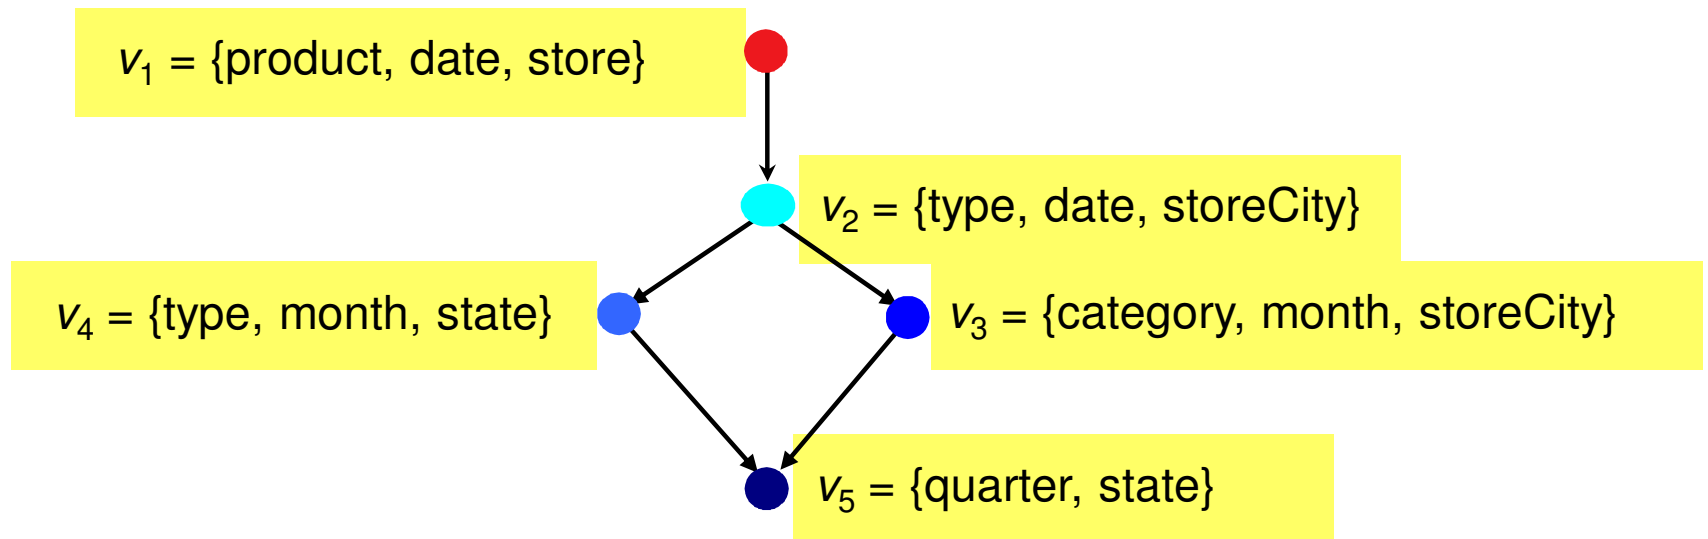 v1 = {product, date, store}
v2 = {type, date, storeCity}
v4 = {type, month, state}
v3 = {category, month, storeCity}
v5 = {quarter, state}